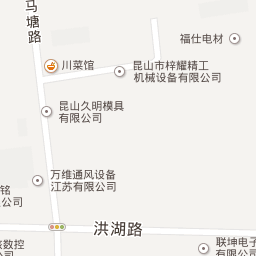 马塘路
福仕电材
川菜馆
昆山市梓耀精工
机械设备有限公司
昆山久明模具
有限公司
万维通风设备
江苏有限公司
铭
公司
洪湖路
数控
司
联坤电子
有限公